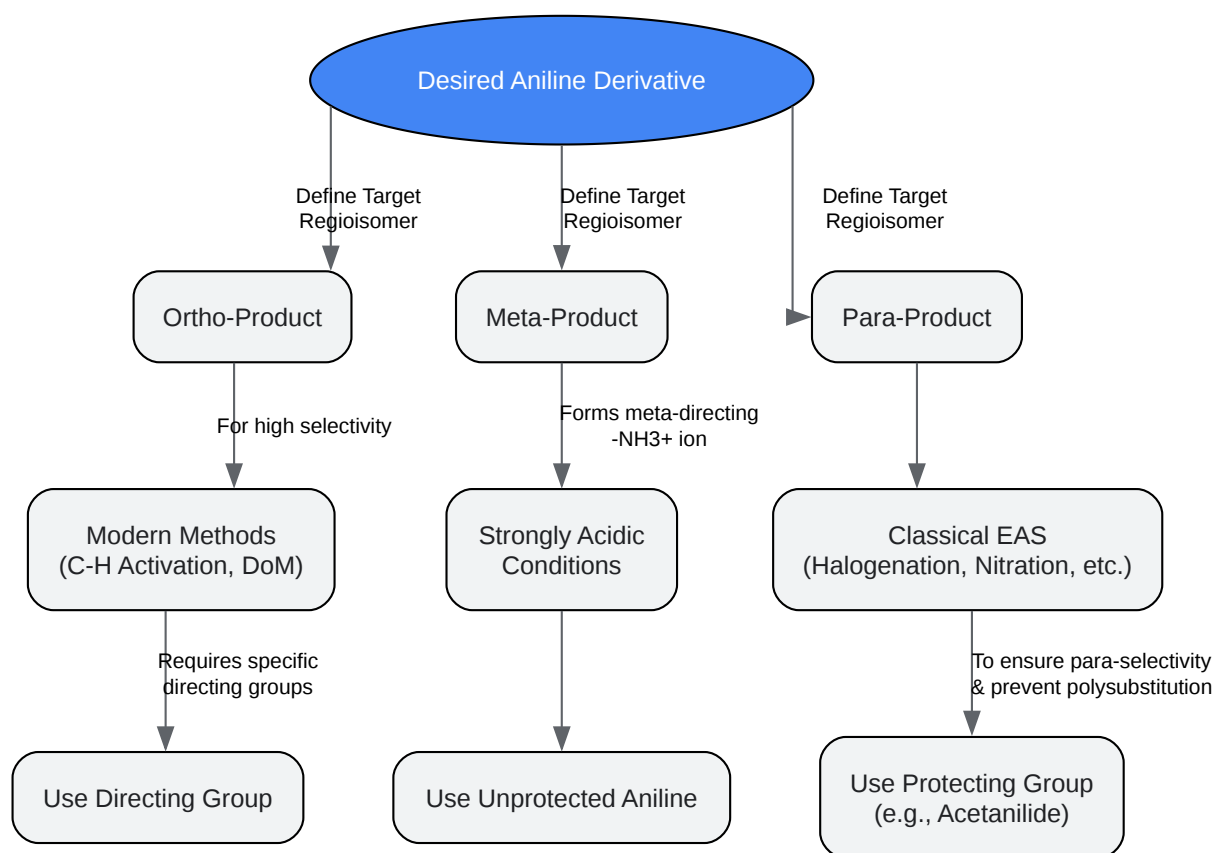 Desired Aniline Derivative
Define Target
Regioisomer
Define Target
Regioisomer
Define Target
Regioisomer
Ortho-Product
Meta-Product
Para-Product
For high selectivity
Forms meta-directing
-NH3+ ion
Modern Methods
(C-H Activation, DoM)
Strongly Acidic
Conditions
Classical EAS
(Halogenation, Nitration, etc.)
Requires specific
directing groups
To ensure para-selectivity
& prevent polysubstitution
Use Directing Group
Use Unprotected Aniline
Use Protecting Group
(e.g., Acetanilide)